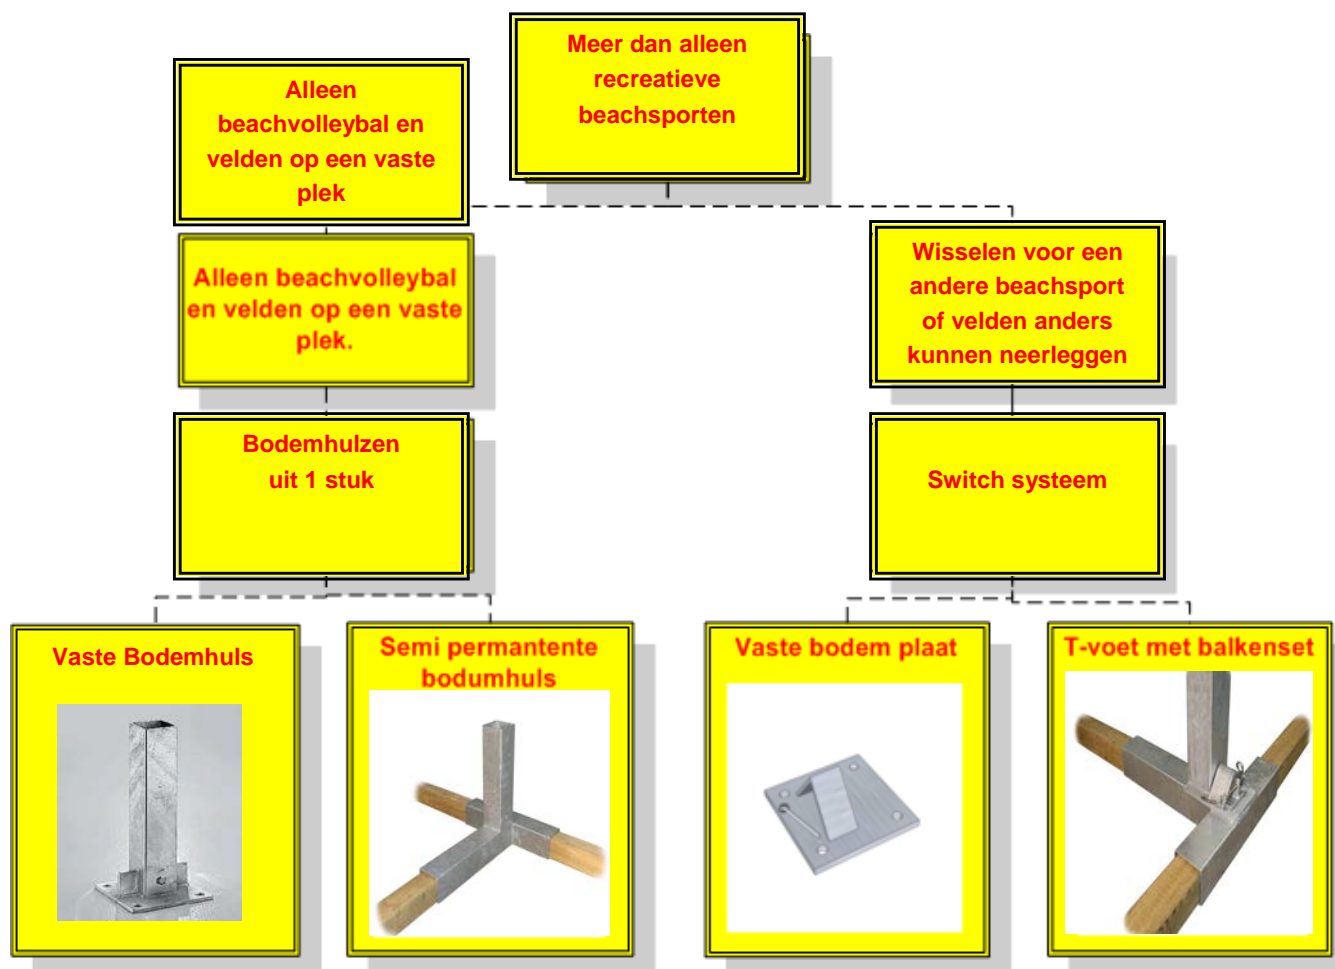 Meer dan alleen
recreatieve
beachsporten
Alleen
beachvolleybal en
velden op een vaste
plek
Alleen beachvolleybal
en velden op een vaste
plek.
Wisselen voor een
andere beachsport
of velden anders
kunnen neerleggen
Bodemhulzen
uit 1 stuk
Switch systeem
Vaste Bodemhuls
Semi permantente
bodumhuls
Vaste bodem plaat
T-voet met balkenset